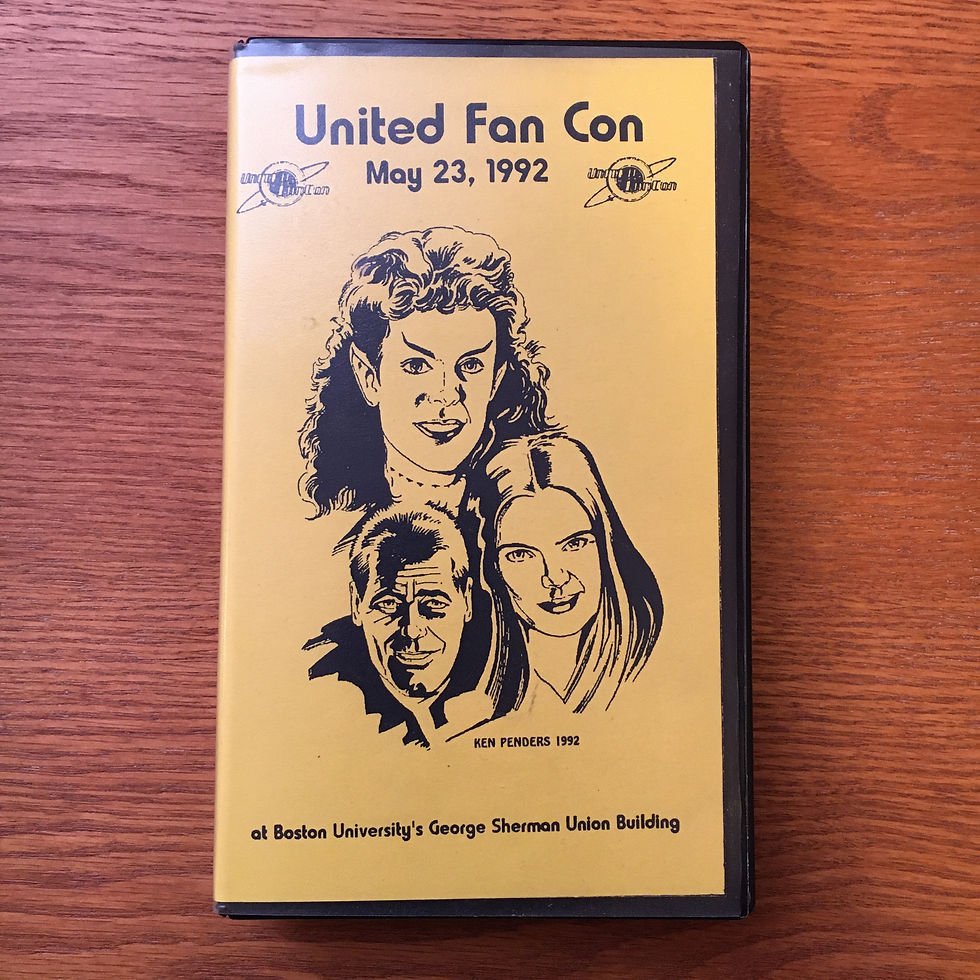 United Fan Con
May 23, 1992
KEN PENDERS 1992
at Boston University's George Sherman Union Building